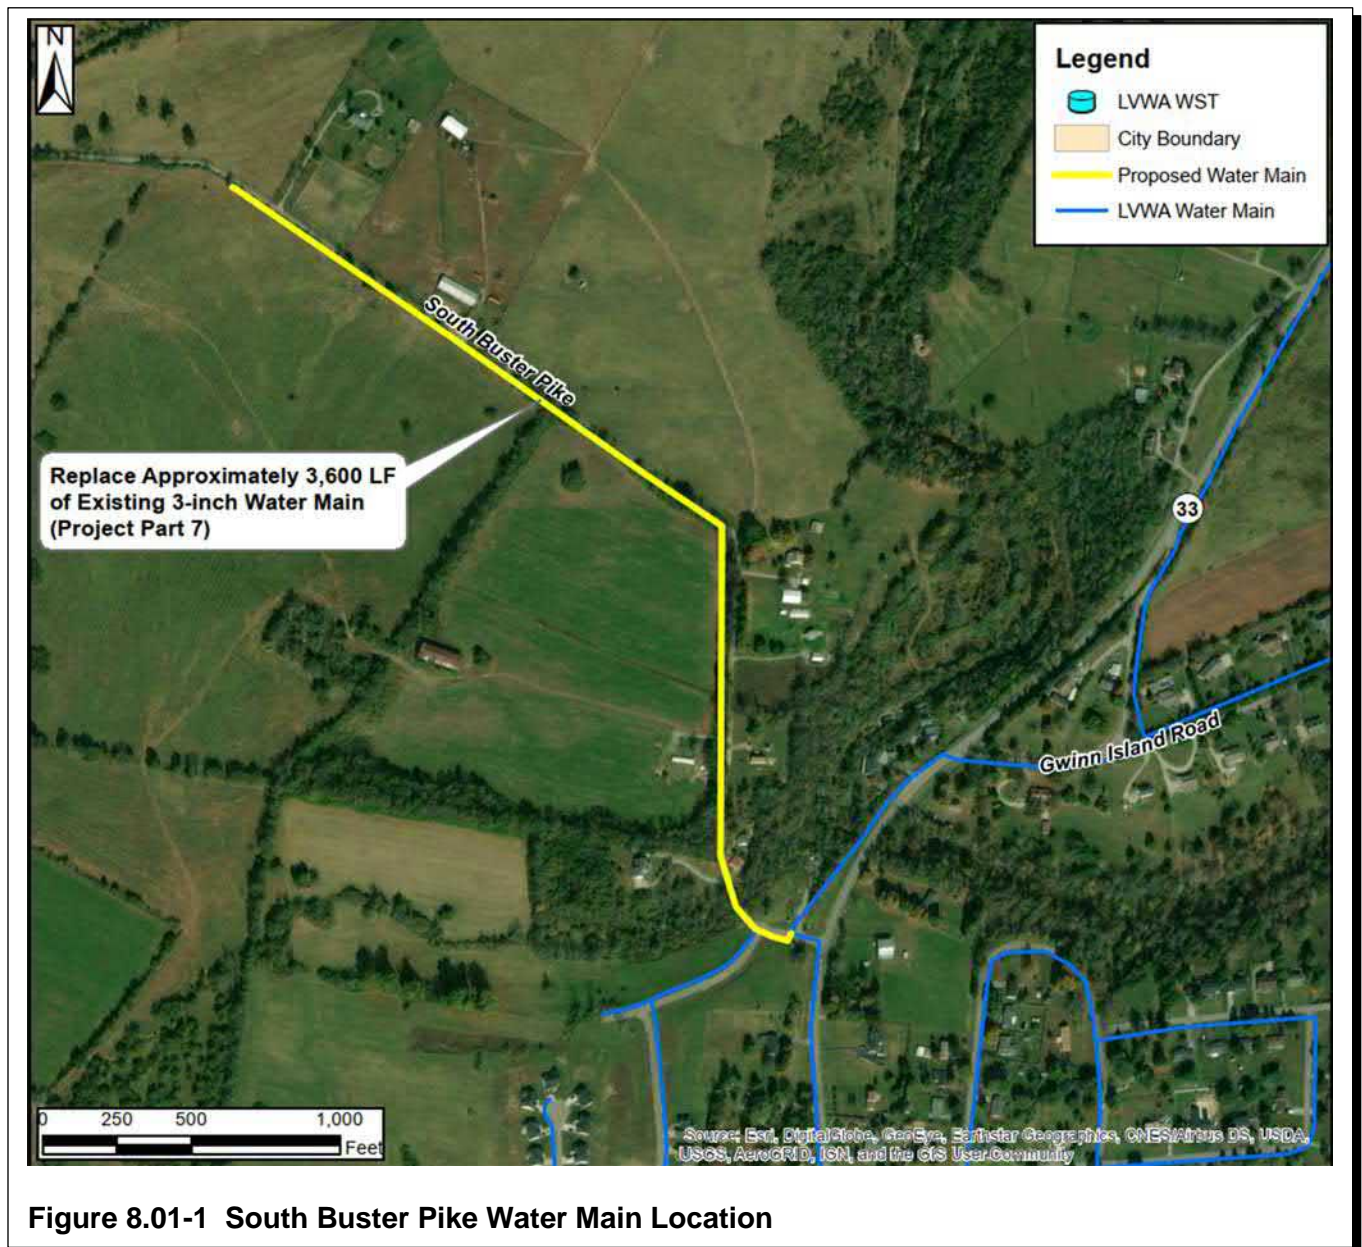 N
Legend
LVWA WST
City Boundary
Proposed Water Main
LVWA Water Main
South Buster Pike
Replace Approximately 3,600 LF
of Existing 3-inch Water Main
(Project Part 7)
33
Gwinn Island Road
0 250 500 1,000
Feet
Source: Esri, DigitalGlobe, GeoEye, Earthstar Geographics, CNES/Airbus DS, USDA,
USGS, AeroGRID, IGN, and the GIS User Community
Figure 8.01-1 South Buster Pike Water Main Location